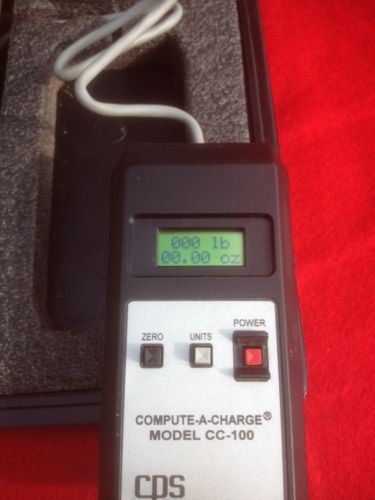 000 lb
00.00 oz
ZERO UNITS POWER
COMPUTE-A-CHARGE®
MODEL CC-100
CPS